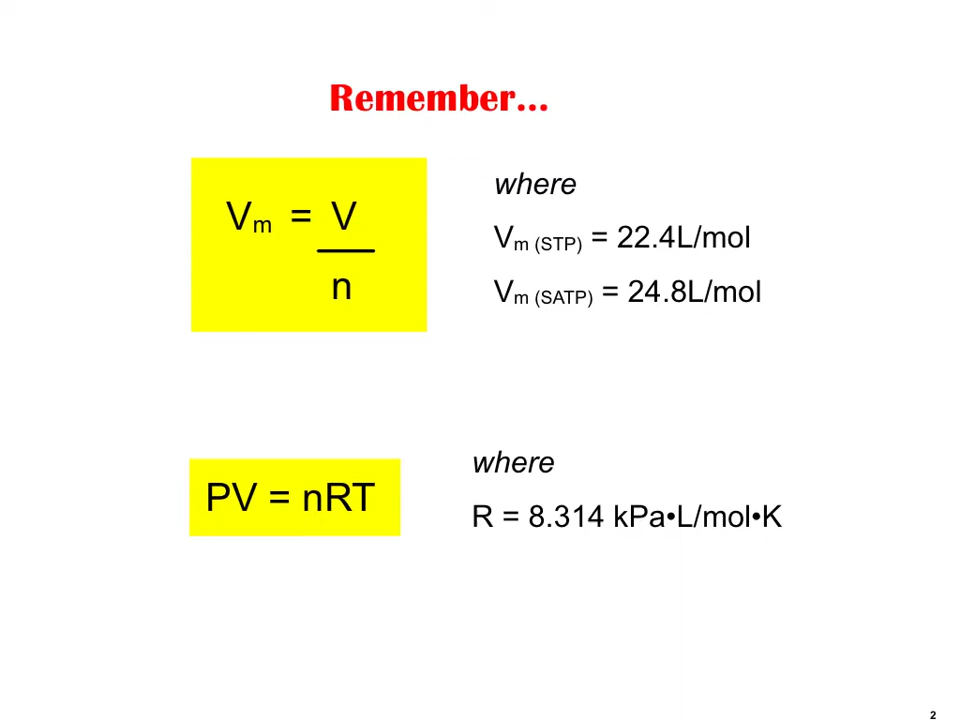 Remember...
Vm = V
n
where
Vm (STP) = 22.4L/mol
Vm (SATP) = 24.8L/mol
PV = nRT
where
R = 8.314 kPa•L/mol•K
2